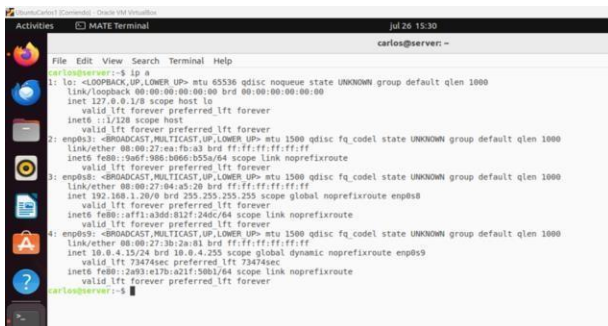 UbuntuCarlos1 (Corriendo) - Oracle VM VirtualBox
Activities MATE Terminal jul 26 15:30
carlos@server: ~
File Edit View Search Terminal Help
carlos@server:~$ ip a
1: lo: <LOOPBACK,UP,LOWER_UP> mtu 65536 qdisc noqueue state UNKNOWN group default qlen 1000
link/loopback 00:00:00:00:00:00 brd 00:00:00:00:00:00
inet 127.0.0.1/8 scope host lo
valid_lft forever preferred_lft forever
inet6 ::1/128 scope host
valid_lft forever preferred_lft forever
2: enp0s3: <BROADCAST,MULTICAST,UP,LOWER_UP> mtu 1500 qdisc fq_codel state UNKNOWN group default qlen 1000
link/ether 08:00:27:ea:fb:a3 brd ff:ff:ff:ff:ff:ff
inet6 fe80::9a6f:986:b066:b55a/64 scope link noprefixroute
valid_lft forever preferred_lft forever
3: enp0s8: <BROADCAST,MULTICAST,UP,LOWER_UP> mtu 1500 qdisc fq_codel state UNKNOWN group default qlen 1000
link/ether 08:00:27:04:a5:20 brd ff:ff:ff:ff:ff:ff
inet 192.168.1.20/0 brd 255.255.255.255 scope global noprefixroute enp0s8
valid_lft forever preferred_lft forever
inet6 fe80::aff1:a3dd:812f:24dc/64 scope link noprefixroute
valid_lft forever preferred_lft forever
4: enp0s9: <BROADCAST,MULTICAST,UP,LOWER_UP> mtu 1500 qdisc fq_codel state UNKNOWN group default qlen 1000
link/ether 08:00:27:3b:2a:81 brd ff:ff:ff:ff:ff:ff
inet 10.0.4.15/24 brd 10.0.4.255 scope global dynamic noprefixroute enp0s9
valid_lft 73474sec preferred_lft 73474sec
inet6 fe80::2a93:e17b:a21f:50b1/64 scope link noprefixroute
valid_lft forever preferred_lft forever
carlos@server:~$